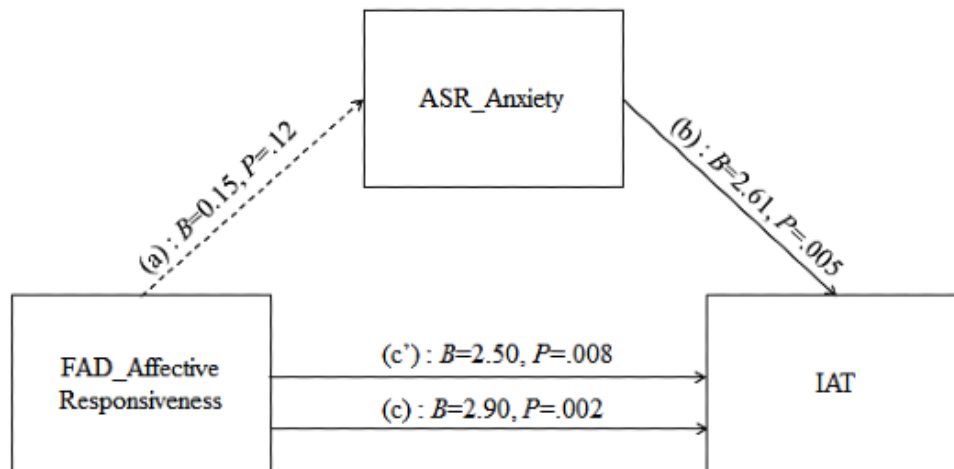 ASR_Anxiety
(a) : B=0.15, P=.12
(b) : B=2.61, P=.005
FAD_Affective
Responsiveness
(c’) : B=2.50, P=.008
(c) : B=2.90, P=.002
IAT